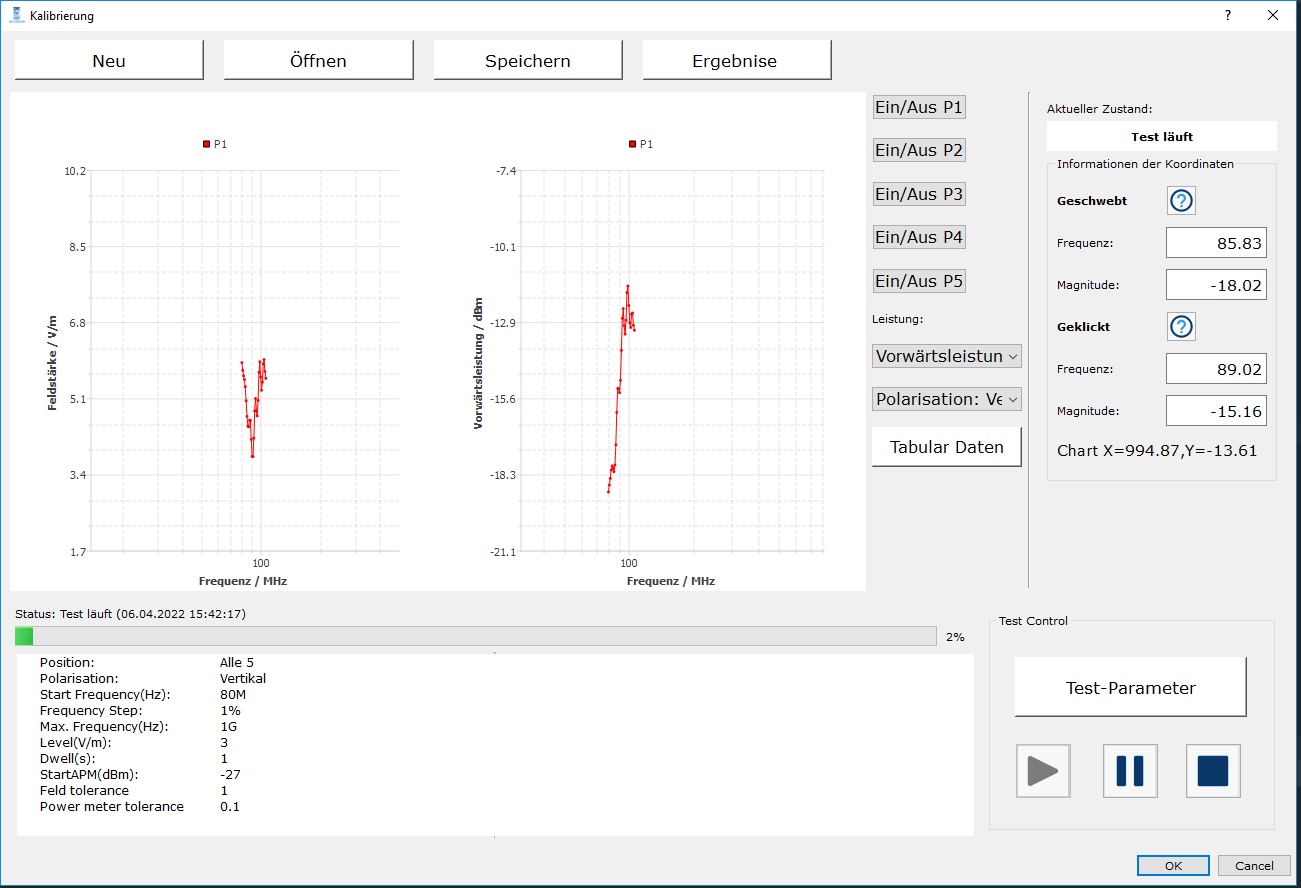 Kalibrierung
?
Neu
Öffnen
Speichern
Ergebnise
P1
10.2
8.5
6.8
5.1
3.4
1.7
Feldstärke / V/m
100
Frequenz / MHz
P1
-7.4
-10.1
-12.9
-15.6
-18.3
-21.1
Vorwärtsleistung / dBm
100
Frequenz / MHz
Ein/Aus P1
Ein/Aus P2
Ein/Aus P3
Ein/Aus P4
Ein/Aus P5
Leistung:
Vorwärtsleistun
Polarisation: Ve
Tabular Daten
Aktueller Zustand:
Test läuft
Informationen der Koordinaten
Geschwebt ?
Frequenz: 85.83
Magnitude: -18.02
Geklickt ?
Frequenz: 89.02
Magnitude: -15.16
Chart X=994.87,Y=-13.61
Status: Test läuft (06.04.2022 15:42:17)
2%
Position: Alle 5
Polarisation: Vertikal
Start Frequency(Hz): 80M
Frequency Step: 1%
Max. Frequency(Hz): 1G
Level(V/m): 3
Dwell(s): 1
StartAPM(dBm): -27
Feld tolerance 1
Power meter tolerance 0.1
Test Control
Test-Parameter
OK
Cancel